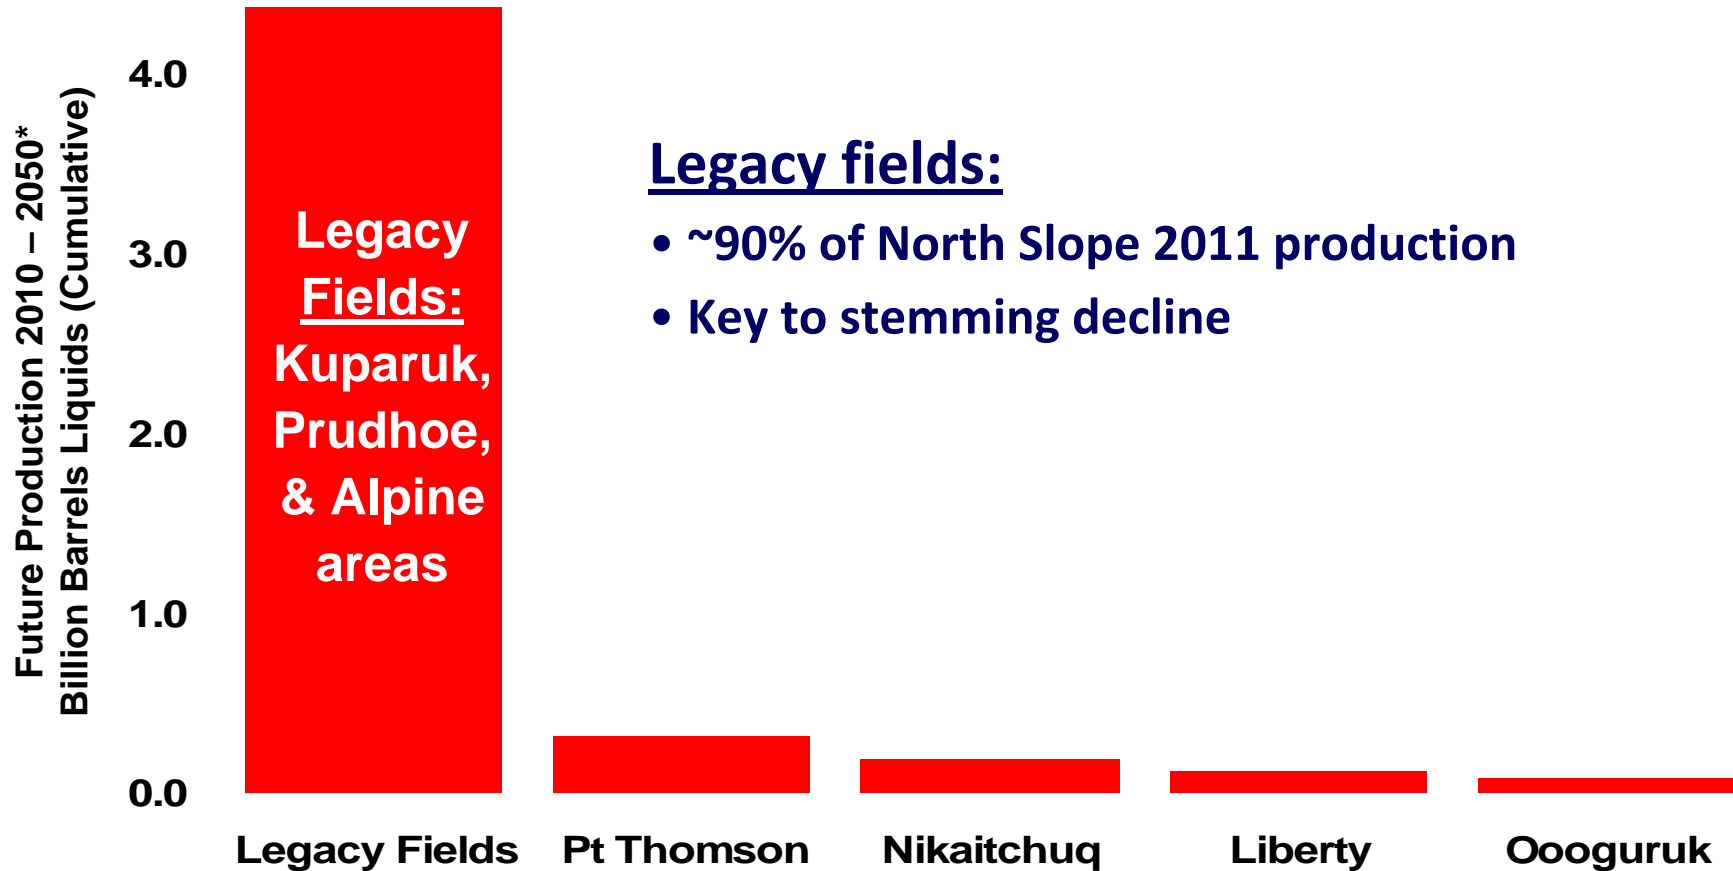 Future Production 2010 – 2050*
Billion Barrels Liquids (Cumulative)
4.0
3.0
2.0
1.0
0.0
Legacy
Fields:
Kuparuk,
Prudhoe,
& Alpine
areas
Legacy fields:
• ~90% of North Slope 2011 production
• Key to stemming decline
Legacy Fields
Pt Thomson
Nikaitchuq
Liberty
Oooguruk